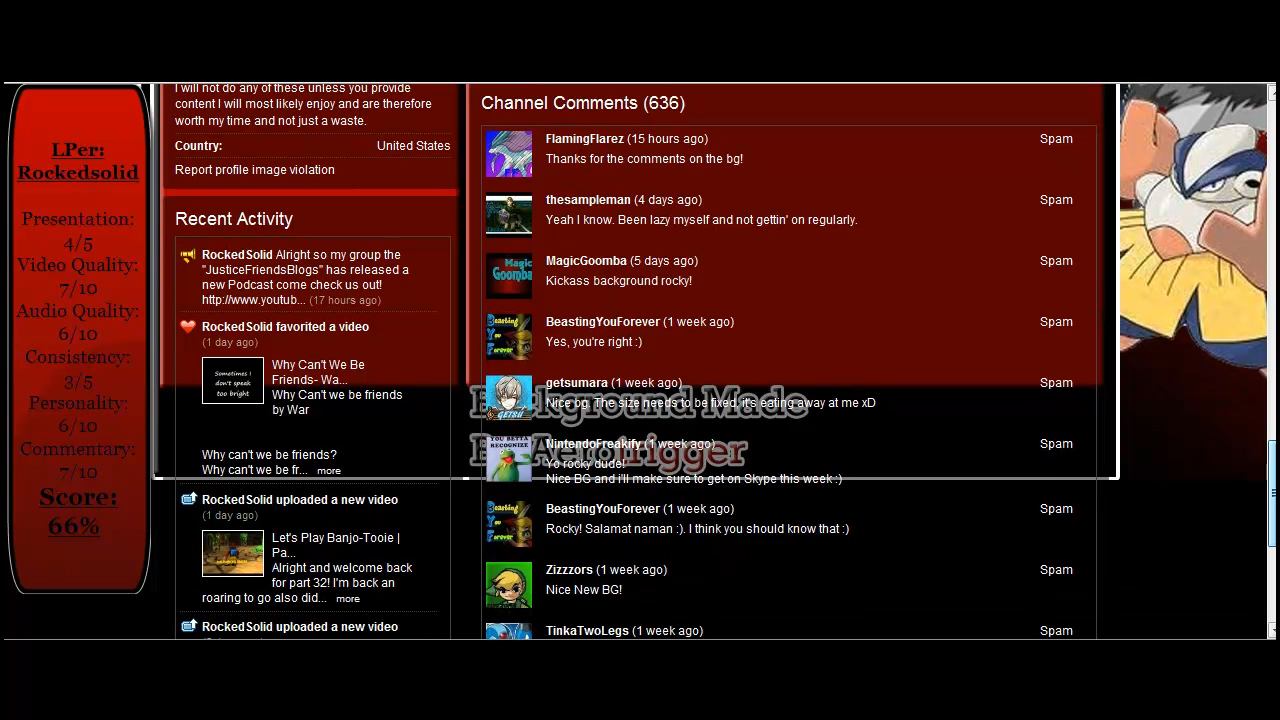 LPer:
Rockedsolid
Presentation:
4/5
Video Quality:
7/10
Audio Quality:
6/10
Consistency:
3/5
Personality:
6/10
Commentary:
7/10
Score:
66%
I will not do any of these unless you provide
content I will most likely enjoy and are therefore
worth my time and not just a waste.
Country: United States
Report profile image violation
Recent Activity
RockedSolid Alright so my group the
"JusticeFriendsBlogs" has released a
new Podcast come check us out!
http://www.youtub... (17 hours ago)
RockedSolid favorited a video
(1 day ago)
Sometimes I
don't speak
too bright
Why Can't We Be
Friends- Wa...
Why Can't we be friends
by War
Why can't we be friends?
Why can't we be fr... more
RockedSolid uploaded a new video
(1 day ago)
Let's Play Banjo-Tooie |
Pa...
Alright and welcome back
for part 32! I'm back an
roaring to go also did... more
RockedSolid uploaded a new video
Channel Comments (636)
FlamingFlarez (15 hours ago) Spam
Thanks for the comments on the bg!
thesampleman (4 days ago) Spam
Yeah I know. Been lazy myself and not gettin' on regularly.
MagicGoomba (5 days ago) Spam
Magic
Goomba
Kickass background rocky!
BeastingYouForever (1 week ago) Spam
Beasting
You
Forever
Yes, you're right :)
getsumara (1 week ago) Spam
Nice bg. The size needs to be fixed, it's eating away at me xD
Background Made
NintendoFreakify (1 week ago) Spam
YOU BETTA
RECOGNIZE
Yo rocky dude!
Nice BG and i'll make sure to get on Skype this week :)
BeastingYouForever (1 week ago) Spam
Beasting
You
Forever
Rocky! Salamat naman :). I think you should know that :)
Zizzzors (1 week ago) Spam
Nice New BG!
TinkaTwoLegs (1 week ago) Spam